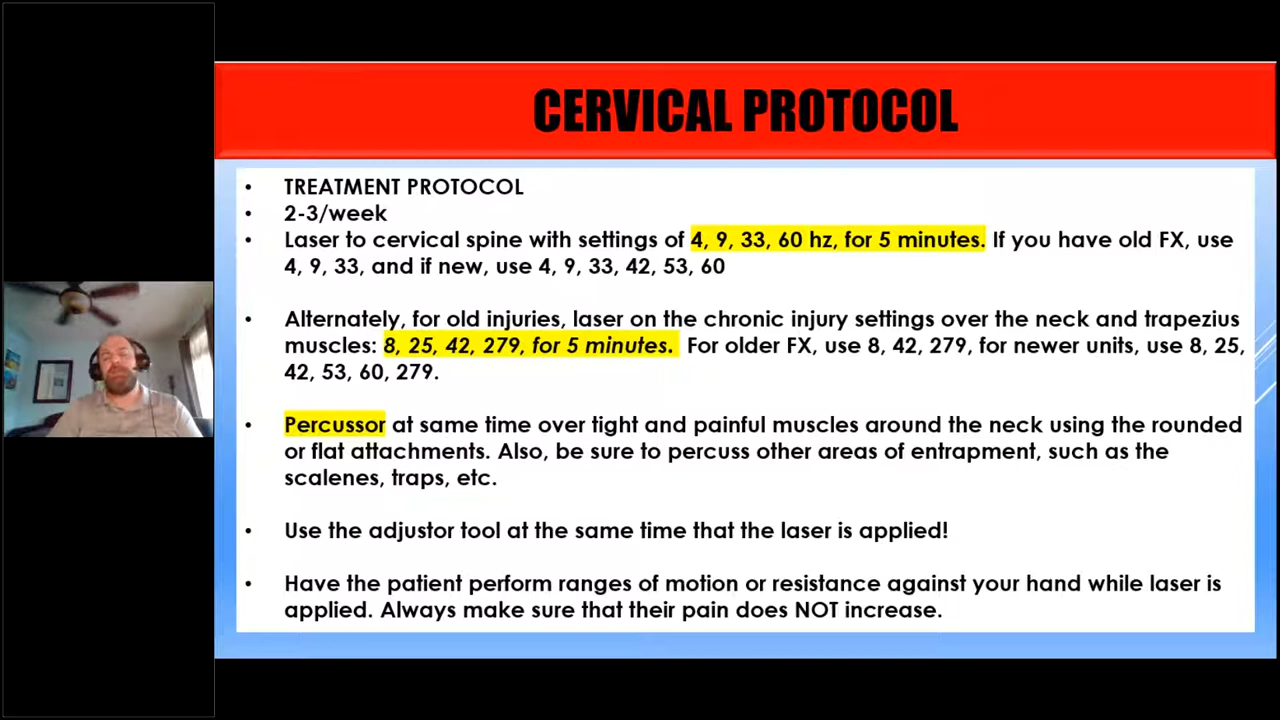 CERVICAL PROTOCOL
• TREATMENT PROTOCOL
• 2-3/week
• Laser to cervical spine with settings of 4, 9, 33, 60 hz, for 5 minutes. If you have old FX, use
4, 9, 33, and if new, use 4, 9, 33, 42, 53, 60
• Alternately, for old injuries, laser on the chronic injury settings over the neck and trapezius
muscles: 8, 25, 42, 279, for 5 minutes. For older FX, use 8, 42, 279, for newer units, use 8, 25,
42, 53, 60, 279.
• Percussor at same time over tight and painful muscles around the neck using the rounded
or flat attachments. Also, be sure to percuss other areas of entrapment, such as the
scalenes, traps, etc.
• Use the adjustor tool at the same time that the laser is applied!
• Have the patient perform ranges of motion or resistance against your hand while laser is
applied. Always make sure that their pain does NOT increase.